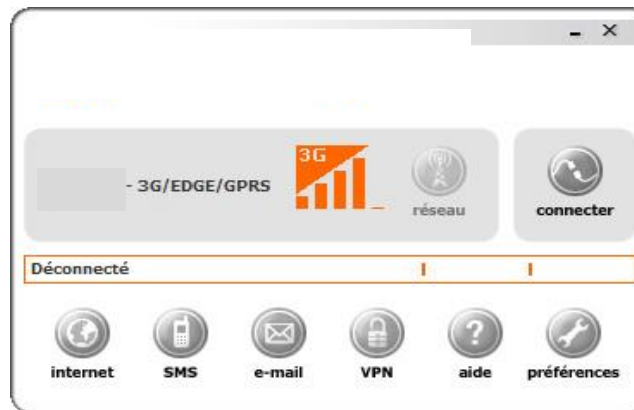 3G
- 3G/EDGE/GPRS
réseau
connecter
Déconnecté
internet
SMS
e-mail
VPN
aide
préférences